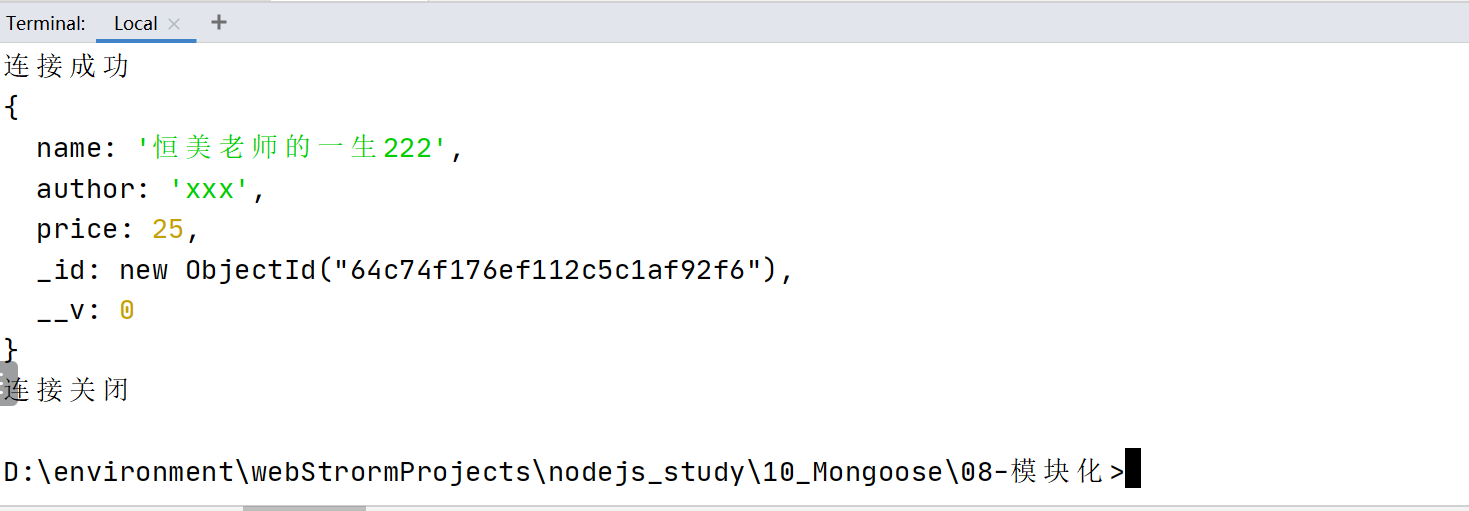 Terminal: Local × +
连接成功
{
  name: '恒美老师的一生222',
  author: 'xxx',
  price: 25,
  _id: new ObjectId("64c74f176ef112c5c1af92f6"),
  __v: 0
}
连接关闭
D:\environment\webStrormProjects\nodejs_study\10_Mongoose\08-模块化>